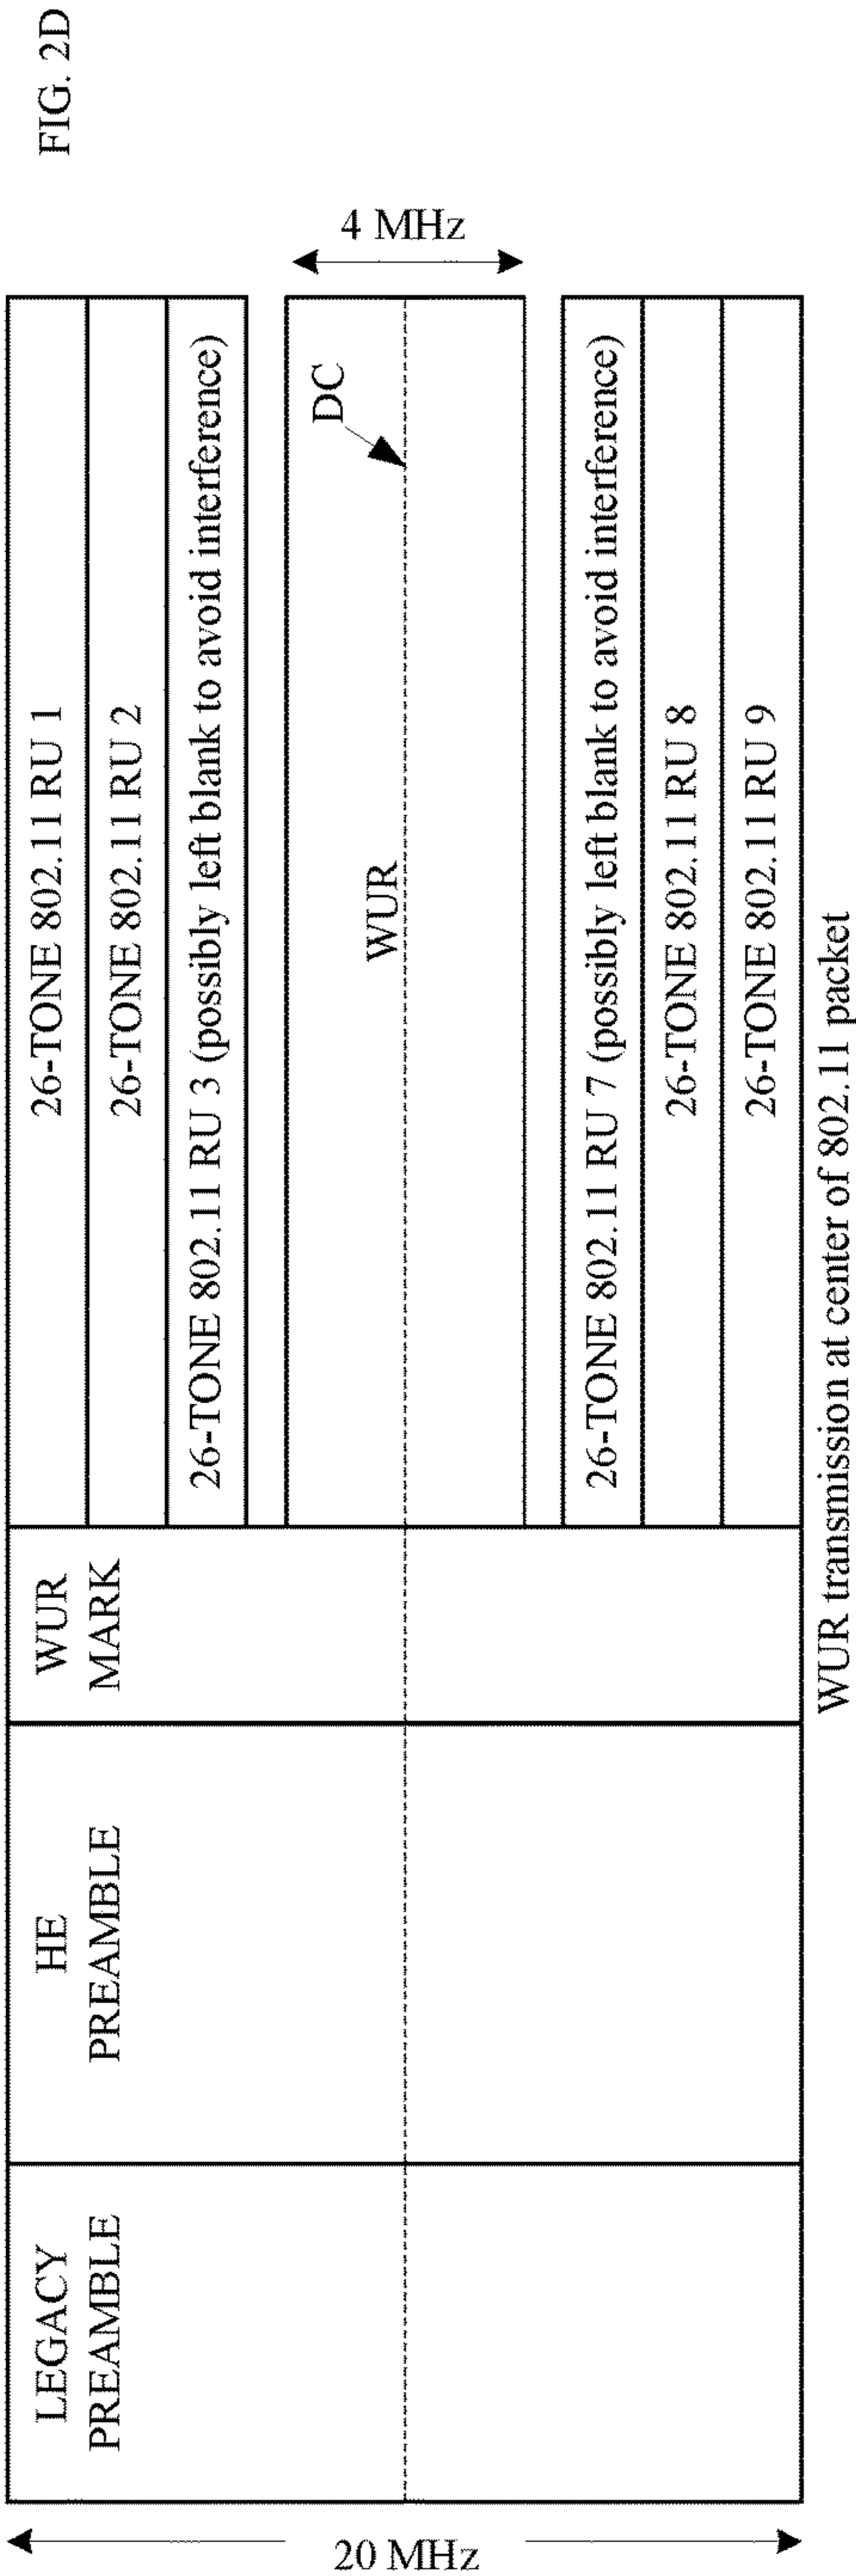 FIG. 2D
20 MHz
LEGACY
PREAMBLE
HE
PREAMBLE
WUR
MARK
26-TONE 802.11 RU 1
26-TONE 802.11 RU 2
26-TONE 802.11 RU 3 (possibly left blank to avoid interference)
WUR
DC
4 MHz
26-TONE 802.11 RU 7 (possibly left blank to avoid interference)
26-TONE 802.11 RU 8
26-TONE 802.11 RU 9
WUR transmission at center of 802.11 packet